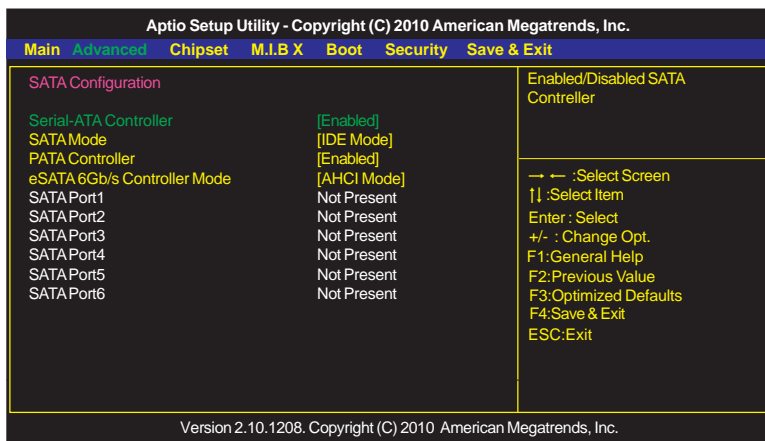 Aptio Setup Utility - Copyright (C) 2010 American Megatrends, Inc.
Main Advanced Chipset M.I.B X Boot Security Save & Exit
SATA Configuration
Serial-ATA Controller [Enabled]
SATA Mode [IDE Mode]
PATA Controller [Enabled]
eSATA 6Gb/s Controller Mode [AHCI Mode]
SATA Port1 Not Present
SATA Port2 Not Present
SATA Port3 Not Present
SATA Port4 Not Present
SATA Port5 Not Present
SATA Port6 Not Present
Enabled/Disabled SATA
Contreller
→ ← :Select Screen
↑↓ :Select Item
Enter : Select
+/- : Change Opt.
F1:General Help
F2:Previous Value
F3:Optimized Defaults
F4:Save & Exit
ESC:Exit
Version 2.10.1208. Copyright (C) 2010 American Megatrends, Inc.